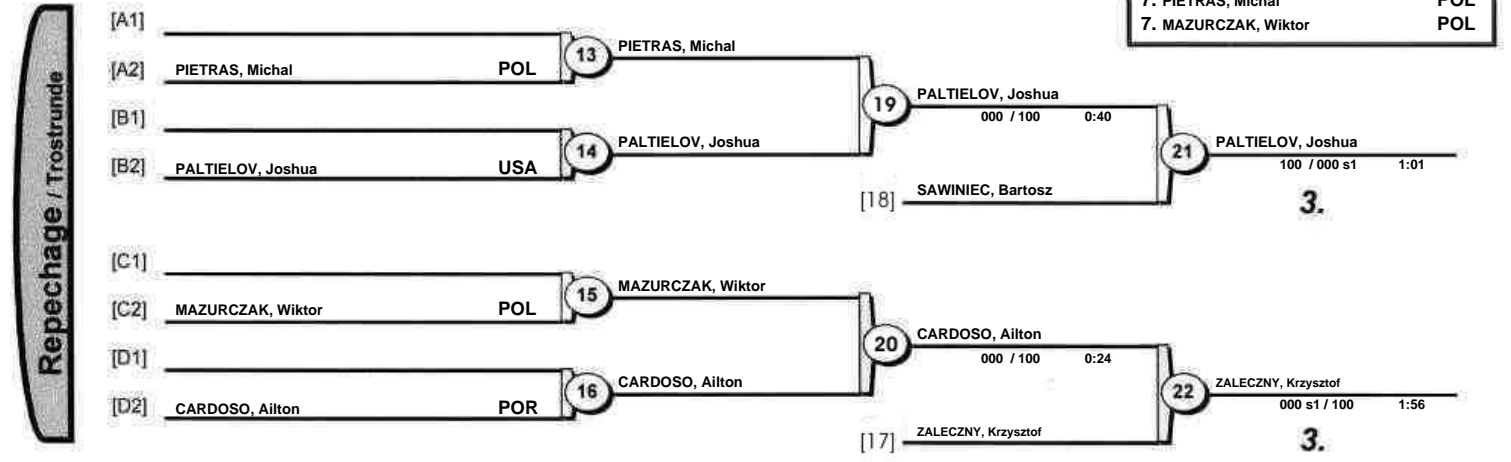 7. PIETRAS, Michal POL
7. MAZURCZAK, Wiktor POL
Repechage / Trostrunde
[A1]
13 PIETRAS, Michal
[A2] PIETRAS, Michal POL
19 PALTIELOV, Joshua
000 / 100 0:40
[B1]
14 PALTIELOV, Joshua
[B2] PALTIELOV, Joshua USA
21 PALTIELOV, Joshua
100 / 000 s1 1:01
[18] SAWINIEC, Bartosz
3.
[C1]
15 MAZURCZAK, Wiktor
[C2] MAZURCZAK, Wiktor POL
20 CARDOSO, Ailton
000 / 100 0:24
[D1]
16 CARDOSO, Ailton
[D2] CARDOSO, Ailton POR
22 ZALECZNY, Krzysztof
000 s1 / 100 1:56
[17] ZALECZNY, Krzysztof
3.